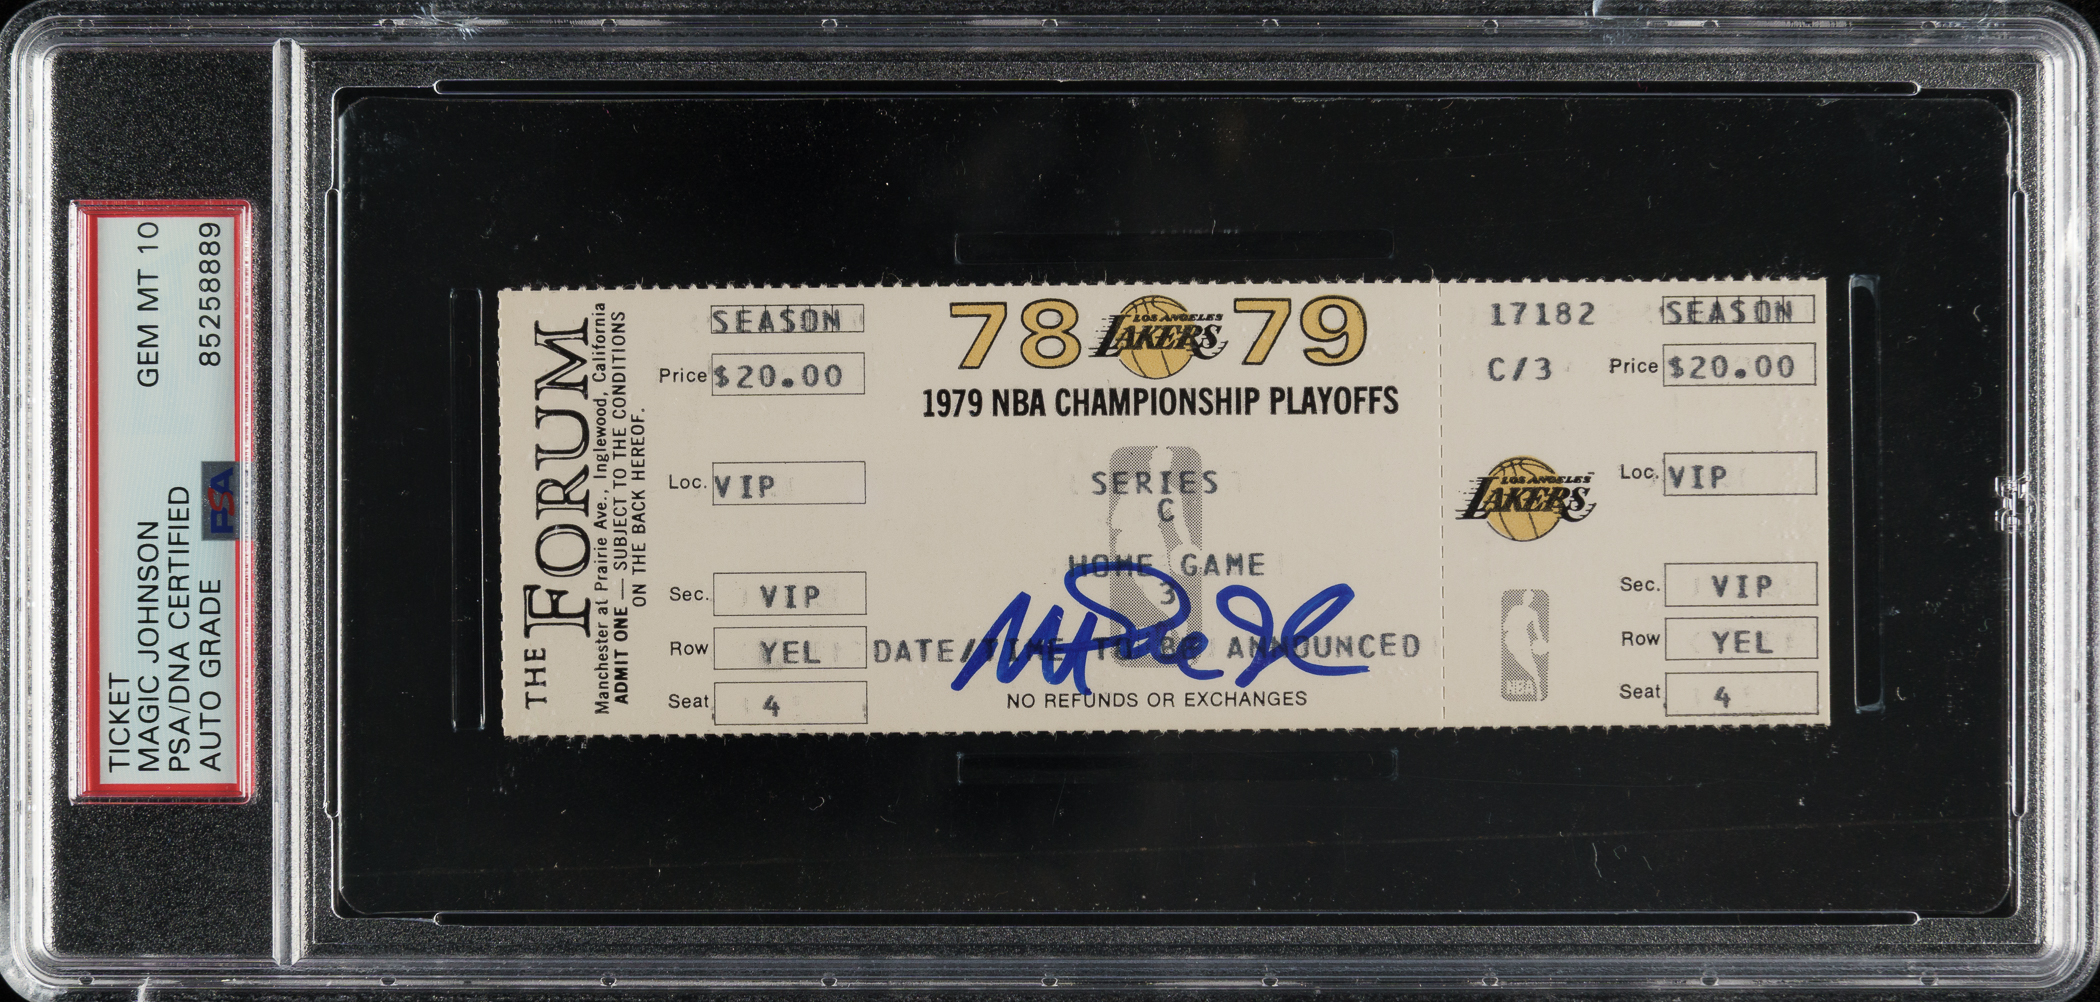 TICKET GEM MT 10
MAGIC JOHNSON
PSA/DNA CERTIFIED
AUTO GRADE 85258889
PSA
THE FORUM
Manchester at Prairie Ave., Inglewood, California
ADMIT ONE — SUBJECT TO THE CONDITIONS
ON THE BACK HEREOF.
SEASON
Price $20.00
Loc. VIP
Sec. VIP
Row YEL
Seat 4
78 LOS ANGELES LAKERS 79
1979 NBA CHAMPIONSHIP PLAYOFFS
SERIES
C
HOME GAME
3
DATE/TIME TO BE ANNOUNCED
NO REFUNDS OR EXCHANGES
17182 SEASON
C/3 Price $20.00
LOS ANGELES
LAKERS
Loc. VIP
Sec. VIP
Row YEL
Seat 4
NBA